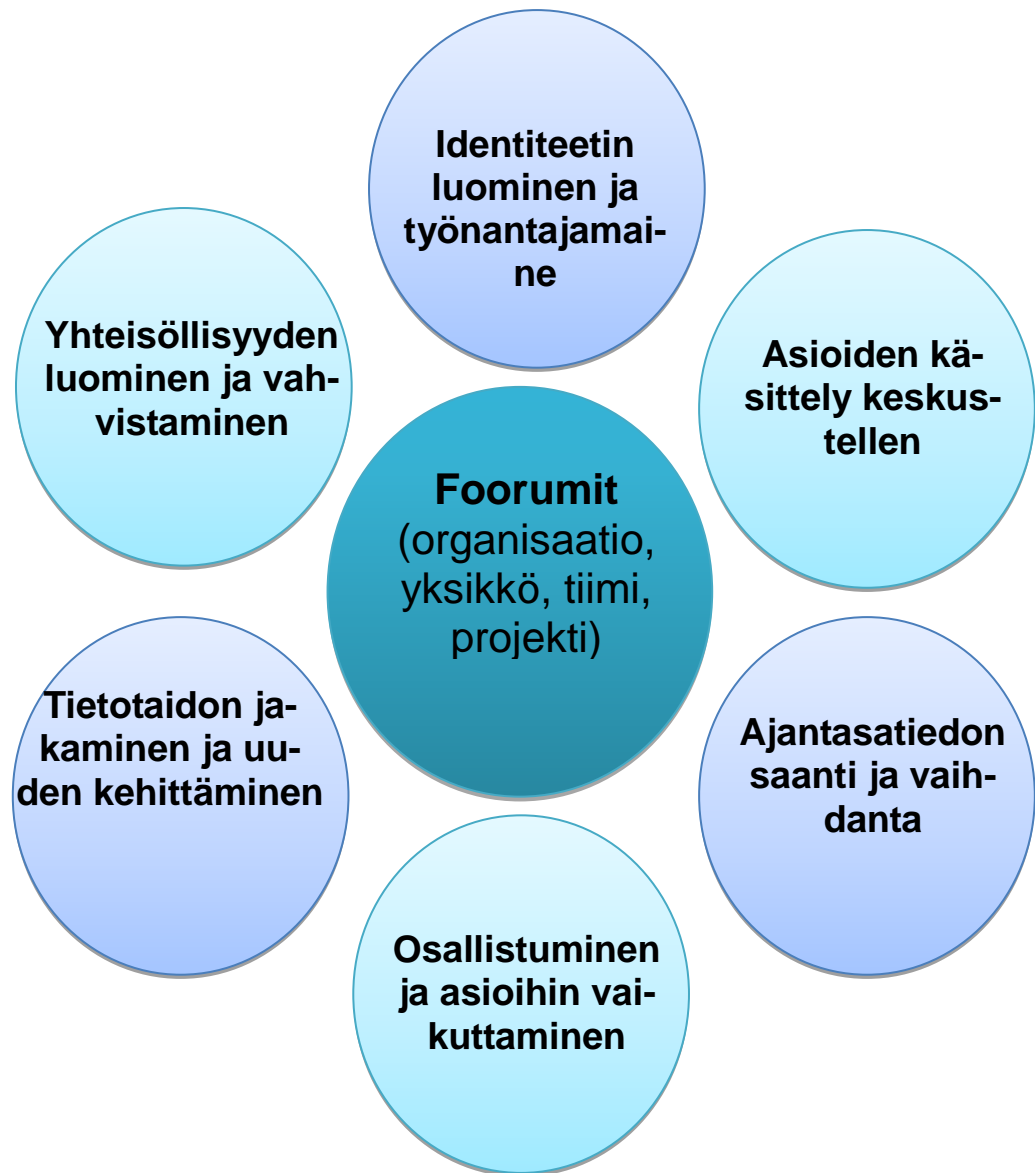 Identiteetin
luominen ja
työnantajamai-
ne
Yhteisöllisyyden
luominen ja vah-
vistaminen
Asioiden kä-
sittely keskus-
tellen
Foorumit
(organisaatio,
yksikkö, tiimi,
projekti)
Tietotaidon ja-
kaminen ja uu-
den kehittäminen
Ajantasatiedon
saanti ja vaih-
danta
Osallistuminen
ja asioihin vai-
kuttaminen